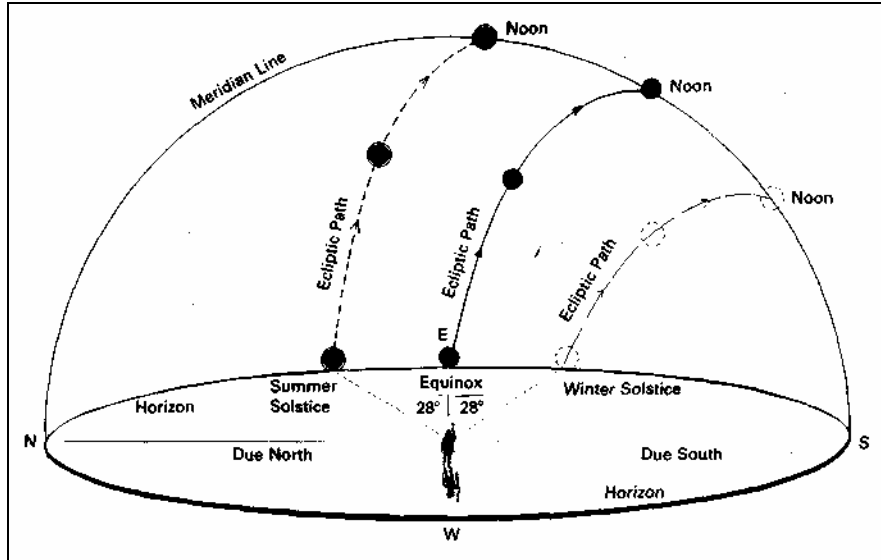 Noon
Meridian Line
Noon
Ecliptic Path
Noon
Ecliptic Path
Ecliptic Path
E
Summer
Solstice
Equinox
Winter Solstice
Horizon
28° 28°
N
Due North
Due South
S
Horizon
W